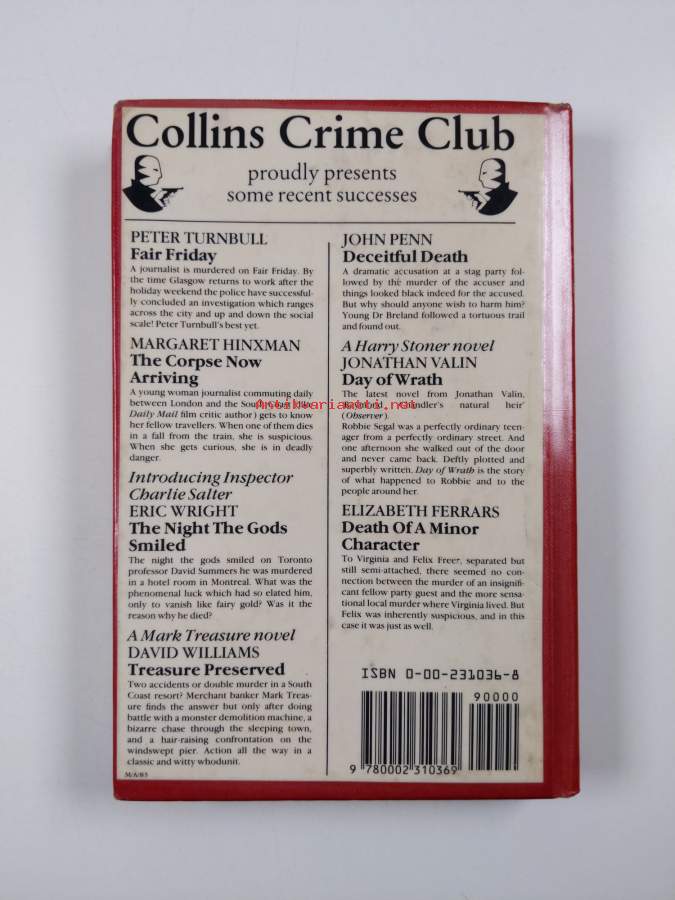 Collins Crime Club
proudly presents
some recent successes
PETER TURNBULL
Fair Friday
A journalist is murdered on Fair Friday. By
the time Glasgow returns to work after the
holiday weekend the police have successful-
ly concluded an investigation which ranges
across the city and up and down the social
scale! Peter Turnbull's best yet.
MARGARET HINXMAN
The Corpse Now
Arriving
A young woman journalist commuting daily
between London and the South
Daily Mail film critic author) gets to know
her fellow travellers. When one of them dies
in a fall from the train, she is suspicious.
When she gets curious, she is in deadly
danger.
Introducing Inspector
Charlie Salter
ERIC WRIGHT
The Night The Gods
Smiled
The night the gods smiled on Toronto
professor David Summers he was murdered
in a hotel room in Montreal. What was the
phenomenal luck which had so elated him,
only to vanish like fairy gold? Was it the
reason why he died?
A Mark Treasure novel
DAVID WILLIAMS
Treasure Preserved
Two accidents or double murder in a South
Coast resort? Merchant banker Mark Treas-
ure finds the answer but only after doing
battle with a monster demolition machine, a
bizarre chase through the sleeping town,
and a hair-raising confrontation on the
windswept pier. Action all the way in a
classic and witty whodunit.
M/A/83
JOHN PENN
Deceitful Death
A dramatic accusation at a stag party fol-
lowed by the murder of the accuser and
things looked black indeed for the accused.
But why should anyone wish to harm him?
Young Dr Breland followed a tortuous trail
and found out.
A Harry Stoner novel
JONATHAN VALIN
Day of Wrath
The latest novel from Jonathan Valin,
'Raymond Chandler's natural heir'
(Observer).
Robbie Segal was a perfectly ordinary teen-
ager from a perfectly ordinary street. And
one afternoon she walked out of the door
and never came back. Deftly plotted and
superbly written, Day of Wrath is the story
of what happened to Robbie and to the
people around her.
ELIZABETH FERRARS
Death Of A Minor
Character
To Virginia and Felix Freer, separated but
still semi-attached, there seemed no con-
nection between the murder of an insignifi-
cant fellow party guest and the more sensa-
tional local murder where Virginia lived. But
Felix was inherently suspicious, and in this
case it was just as well.
ISBN 0-00-231036-8
90000
9 780002 310369
Antikvariaatti.net